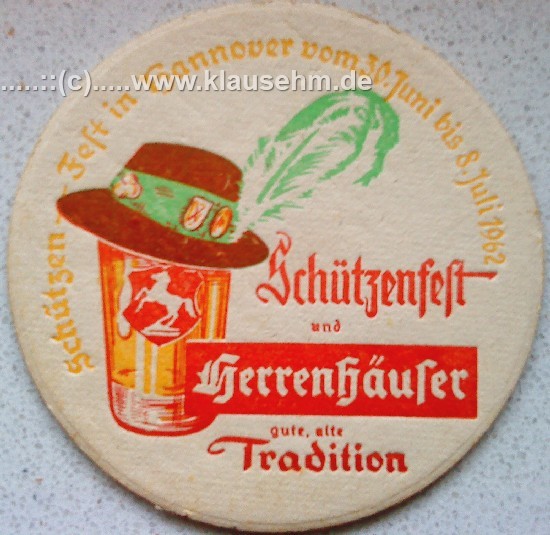 Schützen - Fest in Hannover vom 30. Juni bis 8. Juli 1962
.....::(c).....www.klausehm.de
Schützenfest
und
Herrenhäuser
gute, alte
Tradition